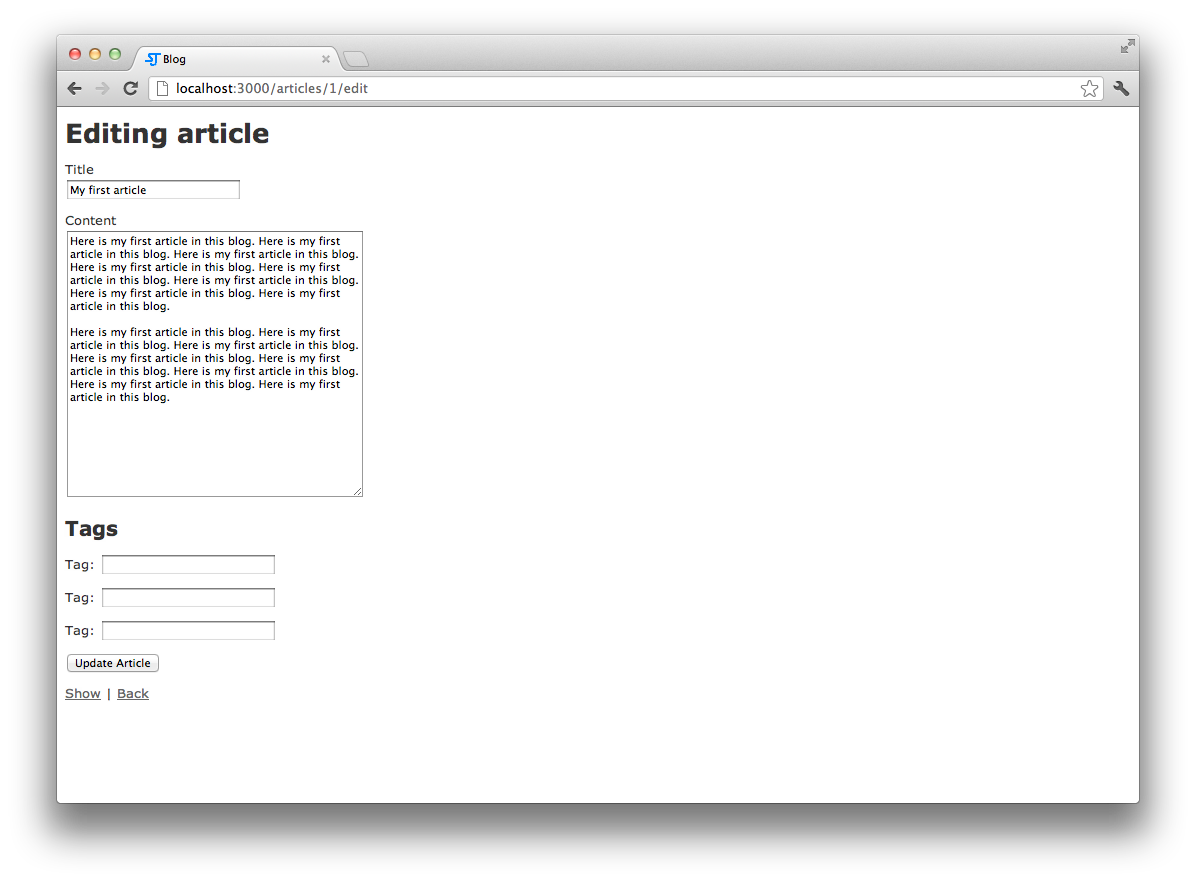 Blog
localhost:3000/articles/1/edit
Editing article
Title
My first article
Content
Here is my first article in this blog. Here is my first
article in this blog. Here is my first article in this blog.
Here is my first article in this blog. Here is my first
article in this blog. Here is my first article in this blog.
Here is my first article in this blog. Here is my first
article in this blog.
Here is my first article in this blog. Here is my first
article in this blog. Here is my first article in this blog.
Here is my first article in this blog. Here is my first
article in this blog. Here is my first article in this blog.
Here is my first article in this blog. Here is my first
article in this blog.
Tags
Tag:
Tag:
Tag:
Update Article
Show | Back